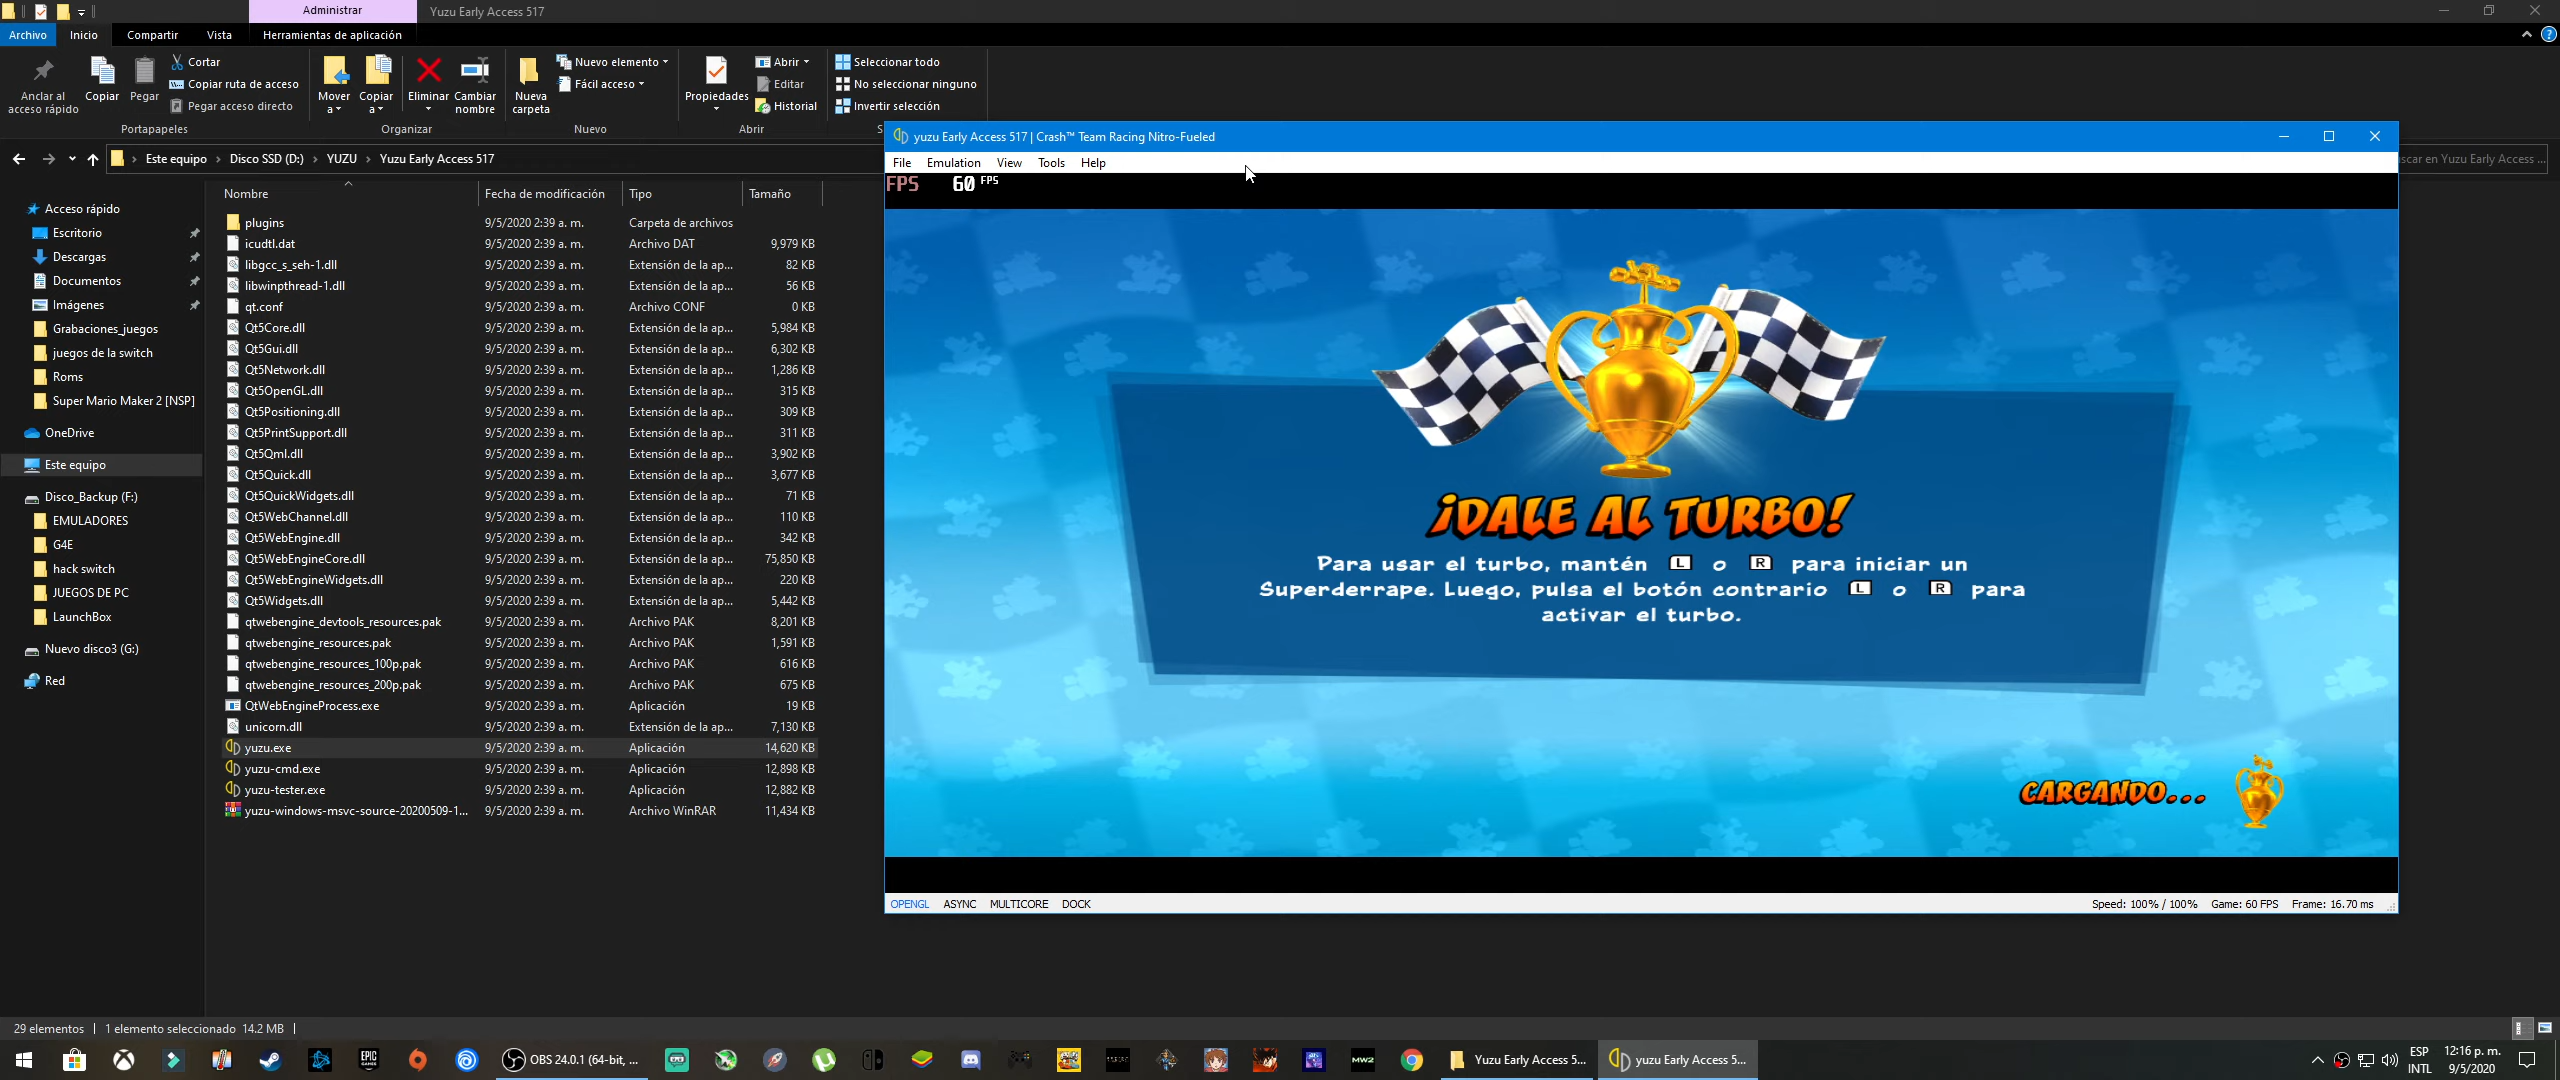 Administrar
Yuzu Early Access 517
Archivo
Inicio
Compartir
Vista
Herramientas de aplicación
Anclar al
acceso rápido
Copiar
Pegar
Cortar
Copiar ruta de acceso
Pegar acceso directo
Portapapeles
Mover
a
Copiar
a
Eliminar
Cambiar
nombre
Organizar
Nueva
carpeta
Nuevo elemento
Fácil acceso
Nuevo
Propiedades
Abrir
Editar
Historial
Abrir
Seleccionar todo
No seleccionar ninguno
Invertir selección
S
Este equipo > Disco SSD (D:) > YUZU > Yuzu Early Access 517
scar en Yuzu Early Access ...
Acceso rápido
Escritorio
Descargas
Documentos
Imágenes
Grabaciones_juegos
juegos de la switch
Roms
Super Mario Maker 2 [NSP]
OneDrive
Este equipo
Disco_Backup (F:)
EMULADORES
G4E
hack switch
JUEGOS DE PC
LaunchBox
Nuevo disco3 (G:)
Red
Nombre Fecha de modificación Tipo Tamaño
plugins 9/5/2020 2:39 a. m. Carpeta de archivos
icudtl.dat 9/5/2020 2:39 a. m. Archivo DAT 9,979 KB
libgcc_s_seh-1.dll 9/5/2020 2:39 a. m. Extensión de la ap... 82 KB
libwinpthread-1.dll 9/5/2020 2:39 a. m. Extensión de la ap... 56 KB
qt.conf 9/5/2020 2:39 a. m. Archivo CONF 0 KB
Qt5Core.dll 9/5/2020 2:39 a. m. Extensión de la ap... 5,984 KB
Qt5Gui.dll 9/5/2020 2:39 a. m. Extensión de la ap... 6,302 KB
Qt5Network.dll 9/5/2020 2:39 a. m. Extensión de la ap... 1,286 KB
Qt5OpenGL.dll 9/5/2020 2:39 a. m. Extensión de la ap... 315 KB
Qt5Positioning.dll 9/5/2020 2:39 a. m. Extensión de la ap... 309 KB
Qt5PrintSupport.dll 9/5/2020 2:39 a. m. Extensión de la ap... 311 KB
Qt5Qml.dll 9/5/2020 2:39 a. m. Extensión de la ap... 3,902 KB
Qt5Quick.dll 9/5/2020 2:39 a. m. Extensión de la ap... 3,677 KB
Qt5QuickWidgets.dll 9/5/2020 2:39 a. m. Extensión de la ap... 71 KB
Qt5WebChannel.dll 9/5/2020 2:39 a. m. Extensión de la ap... 110 KB
Qt5WebEngine.dll 9/5/2020 2:39 a. m. Extensión de la ap... 342 KB
Qt5WebEngineCore.dll 9/5/2020 2:39 a. m. Extensión de la ap... 75,850 KB
Qt5WebEngineWidgets.dll 9/5/2020 2:39 a. m. Extensión de la ap... 220 KB
Qt5Widgets.dll 9/5/2020 2:39 a. m. Extensión de la ap... 5,442 KB
qtwebengine_devtools_resources.pak 9/5/2020 2:39 a. m. Archivo PAK 8,201 KB
qtwebengine_resources.pak 9/5/2020 2:39 a. m. Archivo PAK 1,591 KB
qtwebengine_resources_100p.pak 9/5/2020 2:39 a. m. Archivo PAK 616 KB
qtwebengine_resources_200p.pak 9/5/2020 2:39 a. m. Archivo PAK 675 KB
QtWebEngineProcess.exe 9/5/2020 2:39 a. m. Aplicación 19 KB
unicorn.dll 9/5/2020 2:39 a. m. Extensión de la ap... 7,130 KB
yuzu.exe 9/5/2020 2:39 a. m. Aplicación 14,620 KB
yuzu-cmd.exe 9/5/2020 2:39 a. m. Aplicación 12,898 KB
yuzu-tester.exe 9/5/2020 2:39 a. m. Aplicación 12,882 KB
yuzu-windows-msvc-source-20200509-1... 9/5/2020 2:39 a. m. Archivo WinRAR 11,434 KB
yuzu Early Access 517 | Crash™ Team Racing Nitro-Fueled
File Emulation View Tools Help
FPS 60 FPS
¡DALE AL TURBO!
Para usar el turbo, mantén L o R para iniciar un
Superderrape. Luego, pulsa el botón contrario L o R para
activar el turbo.
CARGANDO...
OPENGL ASYNC MULTICORE DOCK
Speed: 100% / 100% Game: 60 FPS Frame: 16.70 ms
29 elementos
1 elemento seleccionado 14.2 MB
EPIC
GAMES
OBS 24.0.1 (64-bit, ...
MW2
Yuzu Early Access 5...
yuzu Early Access 5...
ESP
INTL
12:16 p. m.
9/5/2020